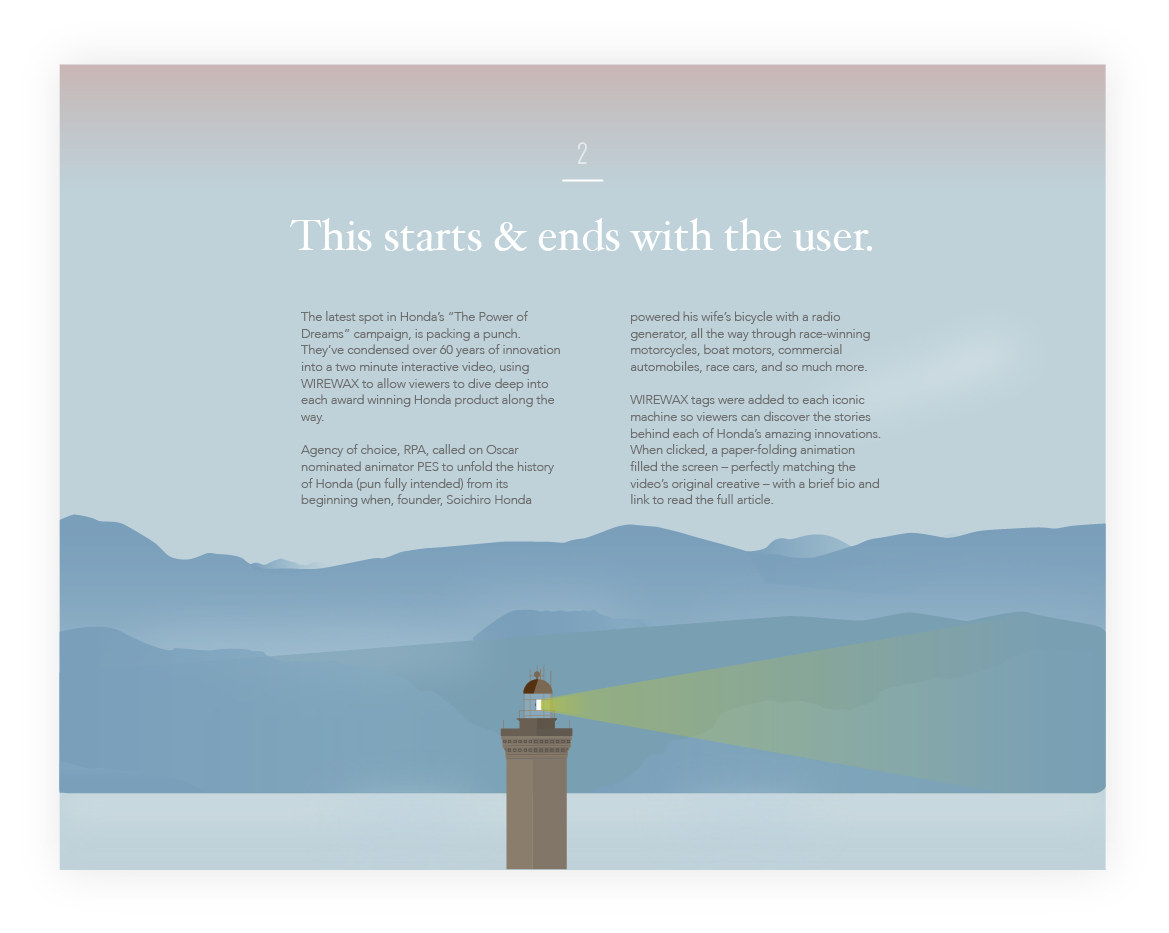 2
This starts & ends with the user.
The latest spot in Honda's “The Power of
Dreams” campaign, is packing a punch.
They've condensed over 60 years of innovation
into a two minute interactive video, using
WIREWAX to allow viewers to dive deep into
each award winning Honda product along the
way.
Agency of choice, RPA, called on Oscar
nominated animator PES to unfold the history
of Honda (pun fully intended) from its
beginning when, founder, Soichiro Honda
powered his wife's bicycle with a radio
generator, all the way through race-winning
motorcycles, boat motors, commercial
automobiles, race cars, and so much more.
WIREWAX tags were added to each iconic
machine so viewers can discover the stories
behind each of Honda's amazing innovations.
When clicked, a paper-folding animation
filled the screen – perfectly matching the
video's original creative – with a brief bio and
link to read the full article.